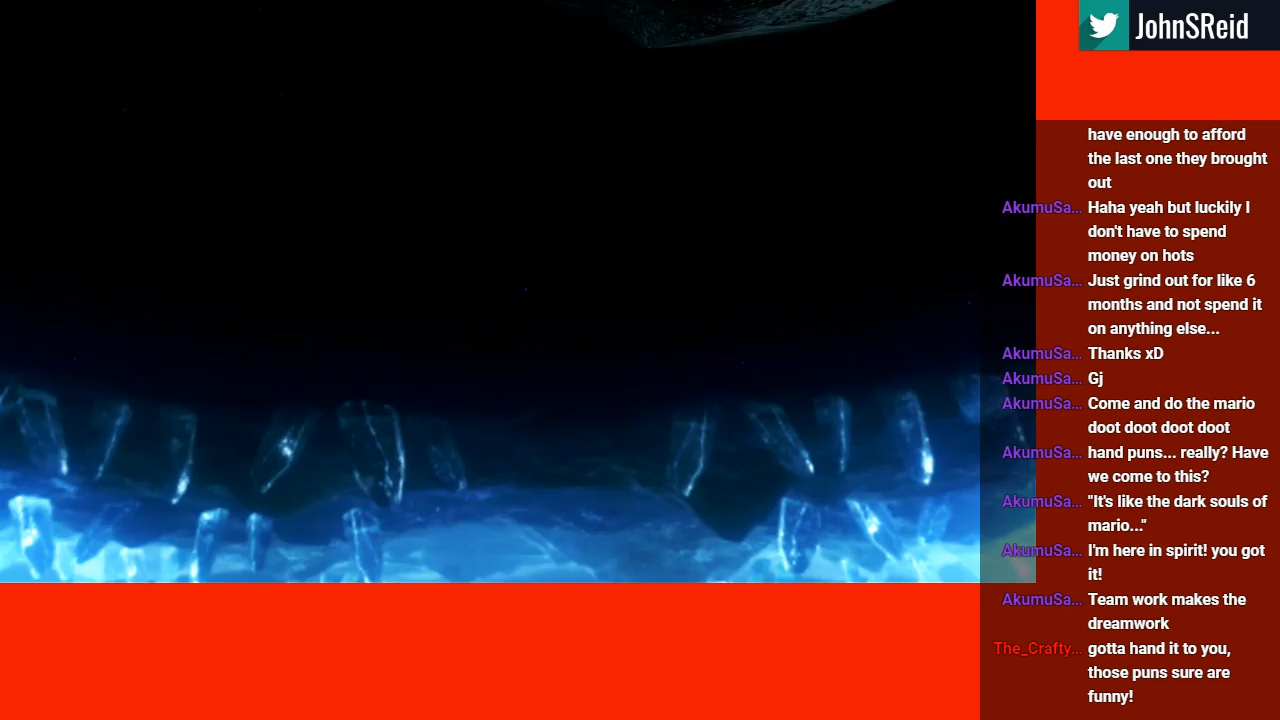 JohnSReid
have enough to afford
the last one they brought
out
AkumuSa... Haha yeah but luckily I
don't have to spend
money on hots
AkumuSa... Just grind out for like 6
months and not spend it
on anything else...
AkumuSa... Thanks xD
AkumuSa... Gj
AkumuSa... Come and do the mario
doot doot doot doot
AkumuSa... hand puns... really? Have
we come to this?
AkumuSa... "It's like the dark souls of
mario..."
AkumuSa... I'm here in spirit! you got
it!
AkumuSa... Team work makes the
dreamwork
The_Crafty... gotta hand it to you,
those puns sure are
funny!